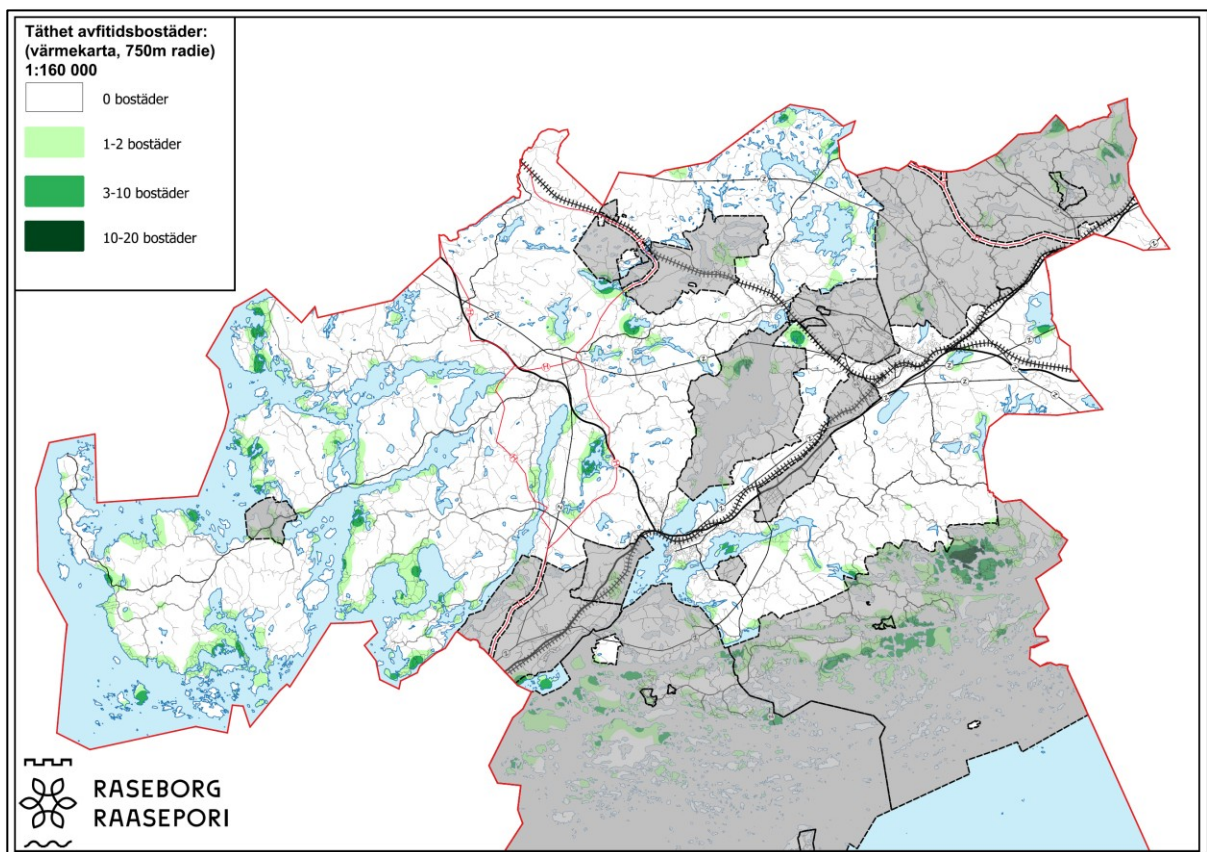 Täthet avfitidsbostäder:
(värmekarta, 750m radie)
1:160 000
0 bostäder
1-2 bostäder
3-10 bostäder
10-20 bostäder
RASEBORG
RAASEPORI